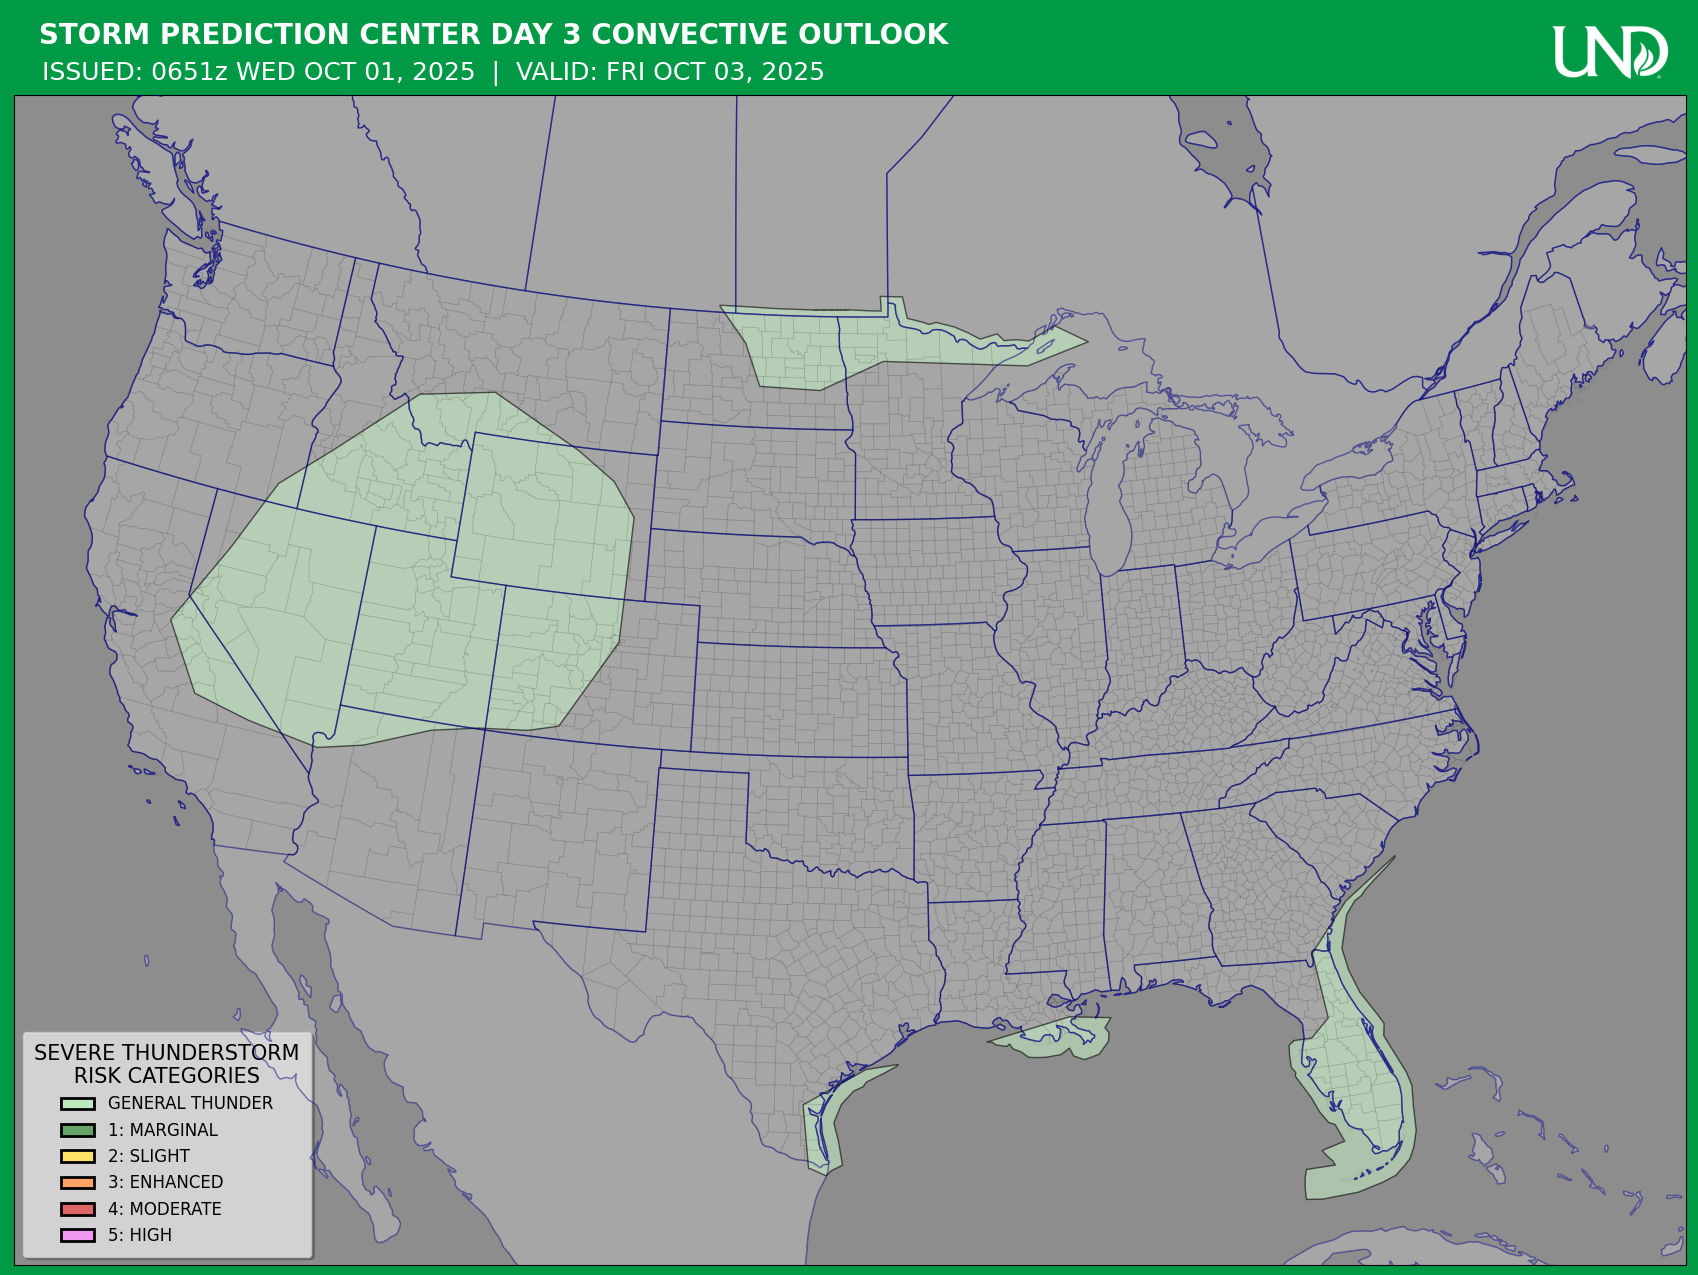 STORM PREDICTION CENTER DAY 3 CONVECTIVE OUTLOOK
ISSUED: 0651z WED OCT 01, 2025 | VALID: FRI OCT 03, 2025
UND
SEVERE THUNDERSTORM
RISK CATEGORIES
GENERAL THUNDER
1: MARGINAL
2: SLIGHT
3: ENHANCED
4: MODERATE
5: HIGH